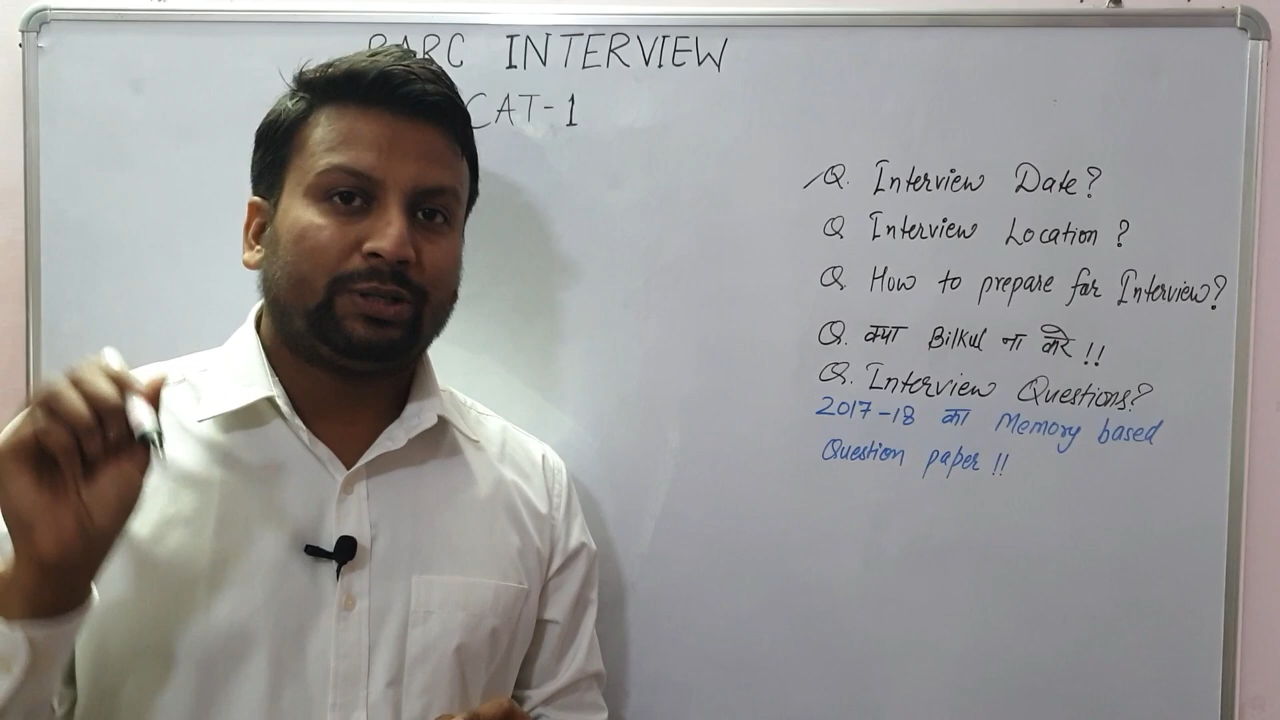 BARC INTERVIEW
CAT-1
Q. Interview Date?
Q Interview Location?
Q. How to prepare for Interview?
Q. क्या Bilkul ना करे !!
Q. Interview Questions?
2017-18 का Memory based
Question paper !!